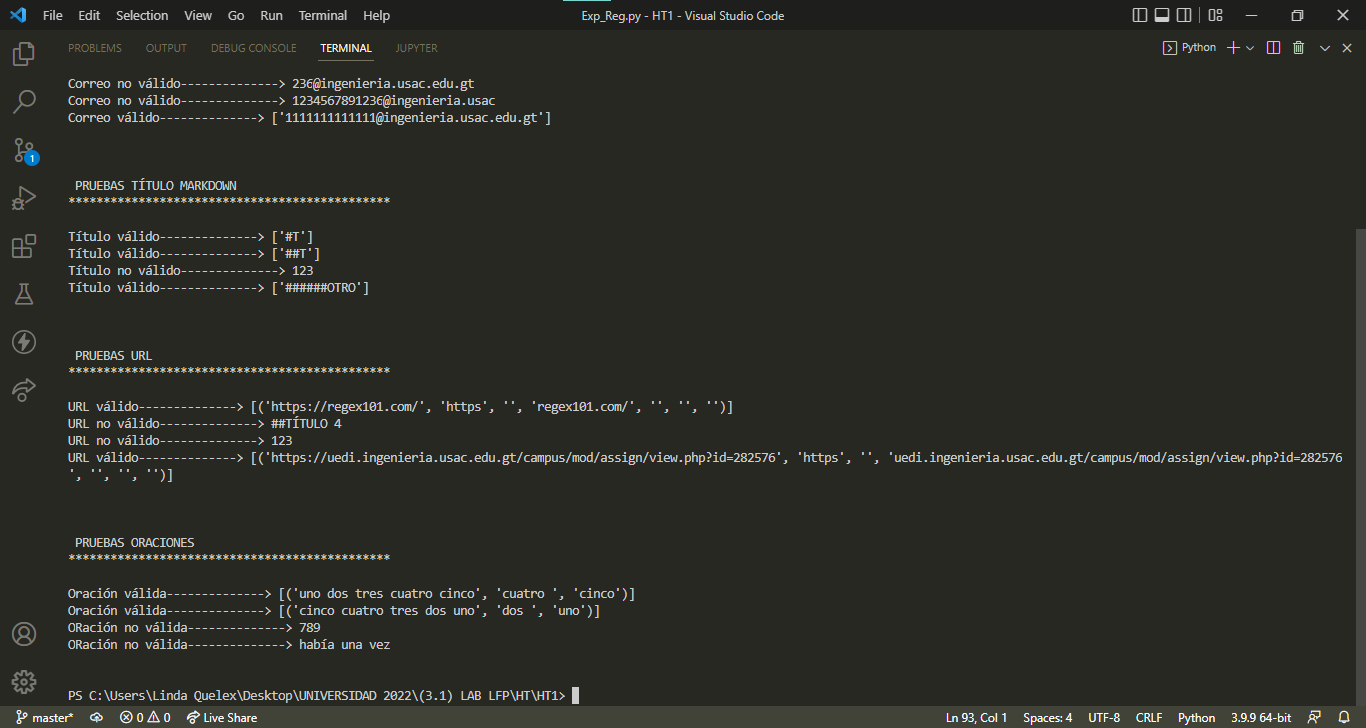 File Edit Selection View Go Run Terminal Help Exp_Reg.py - HT1 - Visual Studio Code
PROBLEMS OUTPUT DEBUG CONSOLE TERMINAL JUPYTER Python
Correo no válido--------------> 236@ingenieria.usac.edu.gt
Correo no válido--------------> 1234567891236@ingenieria.usac
Correo válido--------------> ['1111111111111@ingenieria.usac.edu.gt']
1
PRUEBAS TÍTULO MARKDOWN
**********************************************
Título válido--------------> ['#T']
Título válido--------------> ['##T']
Título no válido--------------> 123
Título válido--------------> ['######OTRO']
PRUEBAS URL
**********************************************
URL válido--------------> [('https://regex101.com/', 'https', '', 'regex101.com/', '', '', '')]
URL no válido--------------> ##TÍTULO 4
URL no válido--------------> 123
URL válido--------------> [('https://uedi.ingenieria.usac.edu.gt/campus/mod/assign/view.php?id=282576', 'https', '', 'uedi.ingenieria.usac.edu.gt/campus/mod/assign/view.php?id=282576
', '', '', '')]
PRUEBAS ORACIONES
**********************************************
Oración válida--------------> [('uno dos tres cuatro cinco', 'cuatro ', 'cinco')]
Oración válida--------------> [('cinco cuatro tres dos uno', 'dos ', 'uno')]
ORación no válida--------------> 789
ORación no válida--------------> había una vez
PS C:\Users\Linda Quelex\Desktop\UNIVERSIDAD 2022\(3.1) LAB LFP\HT\HT1>
master* 0 0 Live Share Ln 93, Col 1 Spaces: 4 UTF-8 CRLF Python 3.9.9 64-bit